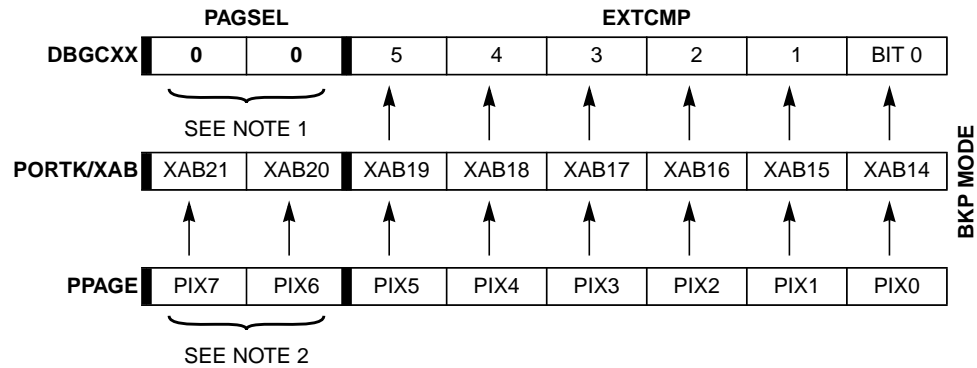 PAGSEL EXTCMP
DBGCXX 0 0 5 4 3 2 1 BIT 0
SEE NOTE 1
PORTK/XAB XAB21 XAB20 XAB19 XAB18 XAB17 XAB16 XAB15 XAB14
BKP MODE
PPAGE PIX7 PIX6 PIX5 PIX4 PIX3 PIX2 PIX1 PIX0
SEE NOTE 2